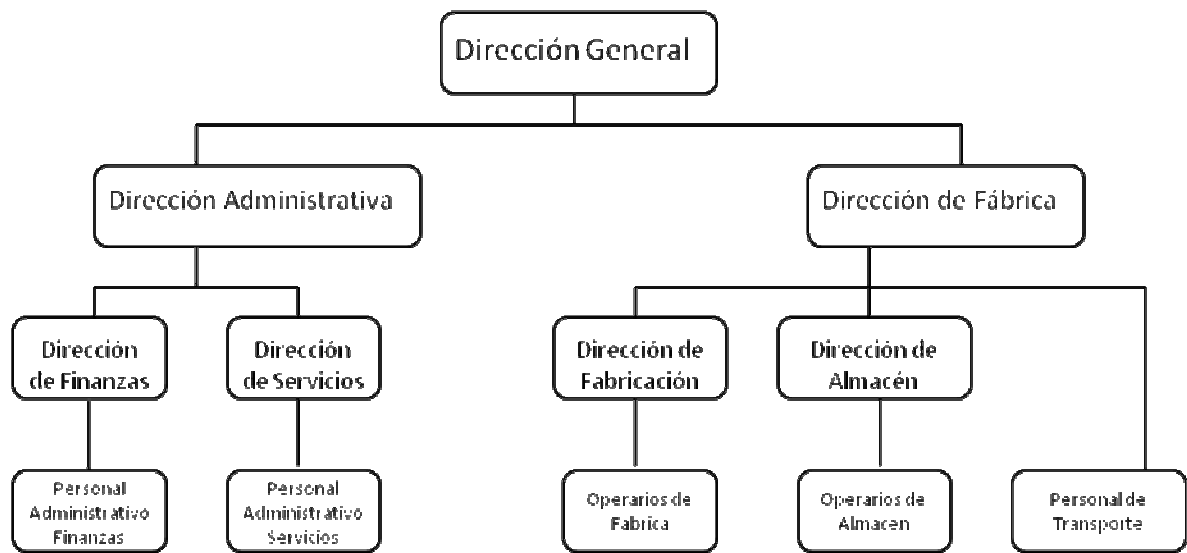 Dirección General
Dirección Administrativa
Dirección de Fábrica
Dirección
de Finanzas
Dirección
de Servicios
Dirección de
Fabricación
Dirección de
Almacén
Personal
Administrativo
Finanzas
Personal
Administrativo
Servicios
Operarios de
Fabrica
Operarios de
Almacen
Personal de
Transporte